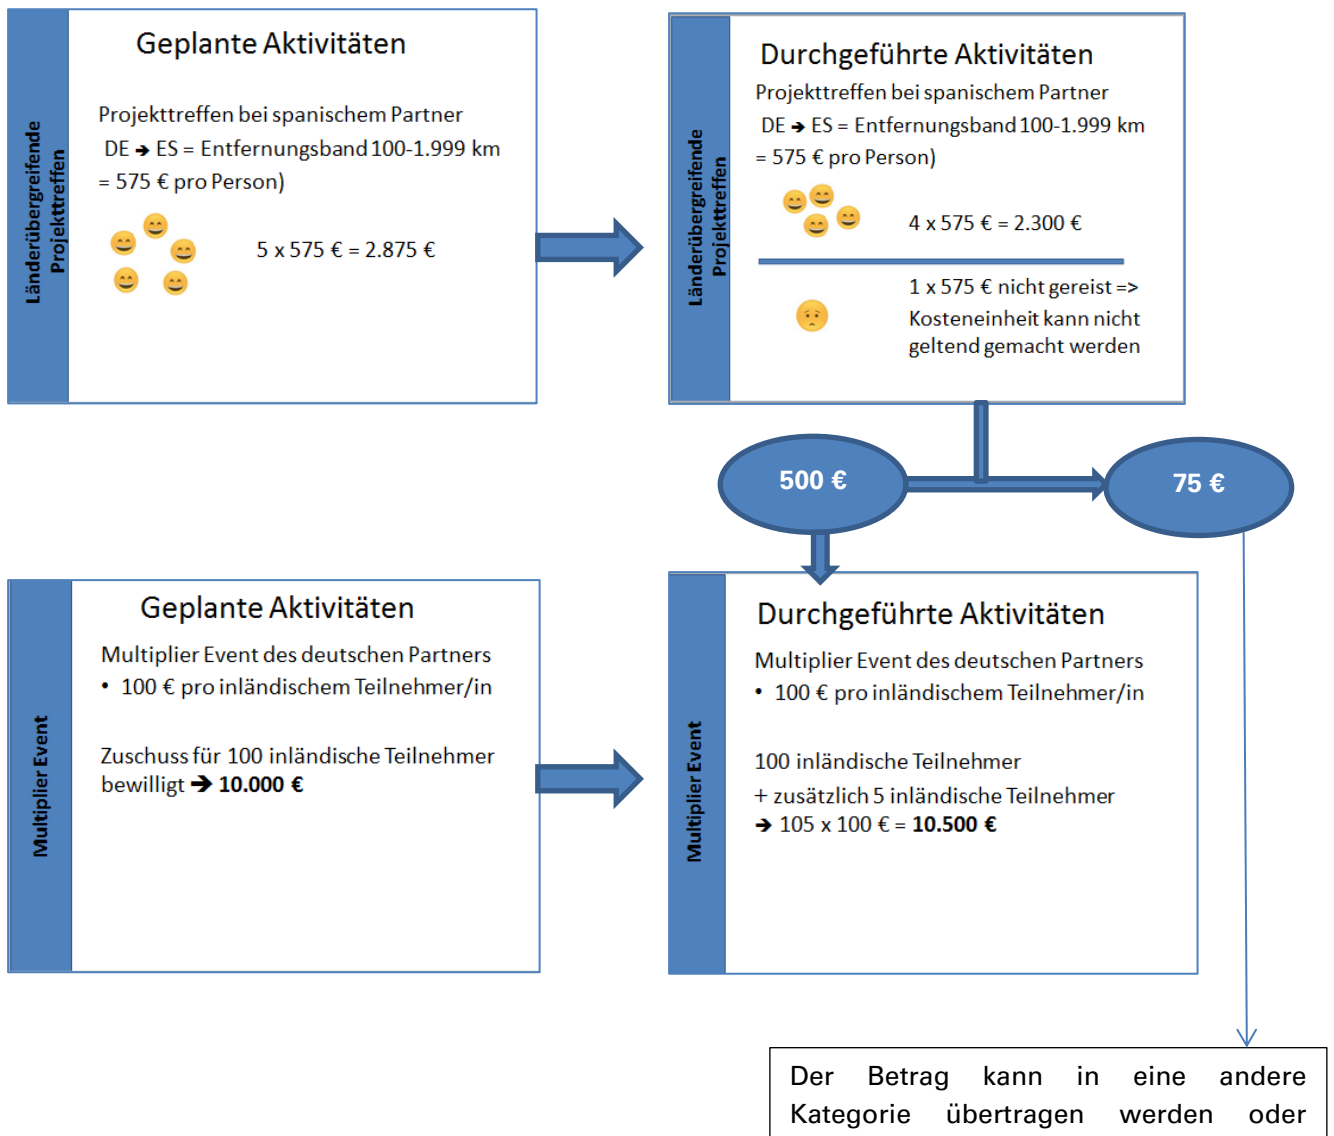 Länderübergreifende
Projekttreffen
Geplante Aktivitäten
Projekttreffen bei spanischem Partner
DE ➔ ES = Entfernungsband 100-1.999 km
= 575 € pro Person)
5 x 575 € = 2.875 €
Länderübergreifende
Projekttreffen
Durchgeführte Aktivitäten
Projekttreffen bei spanischem Partner
DE ➔ ES = Entfernungsband 100-1.999 km
= 575 € pro Person)
4 x 575 € = 2.300 €
1 x 575 € nicht gereist =>
Kosteneinheit kann nicht
geltend gemacht werden
500 €
75 €
Multiplier Event
Geplante Aktivitäten
Multiplier Event des deutschen Partners
• 100 € pro inländischem Teilnehmer/in
Zuschuss für 100 inländische Teilnehmer
bewilligt ➔ 10.000 €
Multiplier Event
Durchgeführte Aktivitäten
Multiplier Event des deutschen Partners
• 100 € pro inländischem Teilnehmer/in
100 inländische Teilnehmer
+ zusätzlich 5 inländische Teilnehmer
➔ 105 x 100 € = 10.500 €
Der Betrag kann in eine andere
Kategorie übertragen werden oder